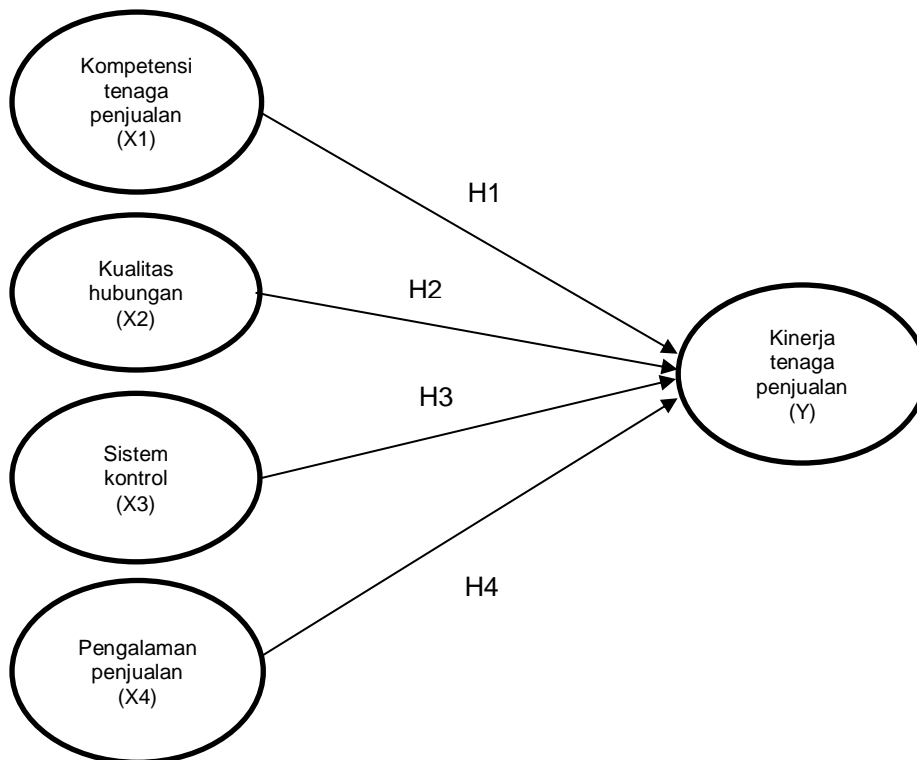 Kompetensi
tenaga
penjualan
(X1)
H1
Kualitas
hubungan
(X2)
H2
Kinerja
tenaga
penjualan
(Y)
H3
Sistem
kontrol
(X3)
H4
Pengalaman
penjualan
(X4)